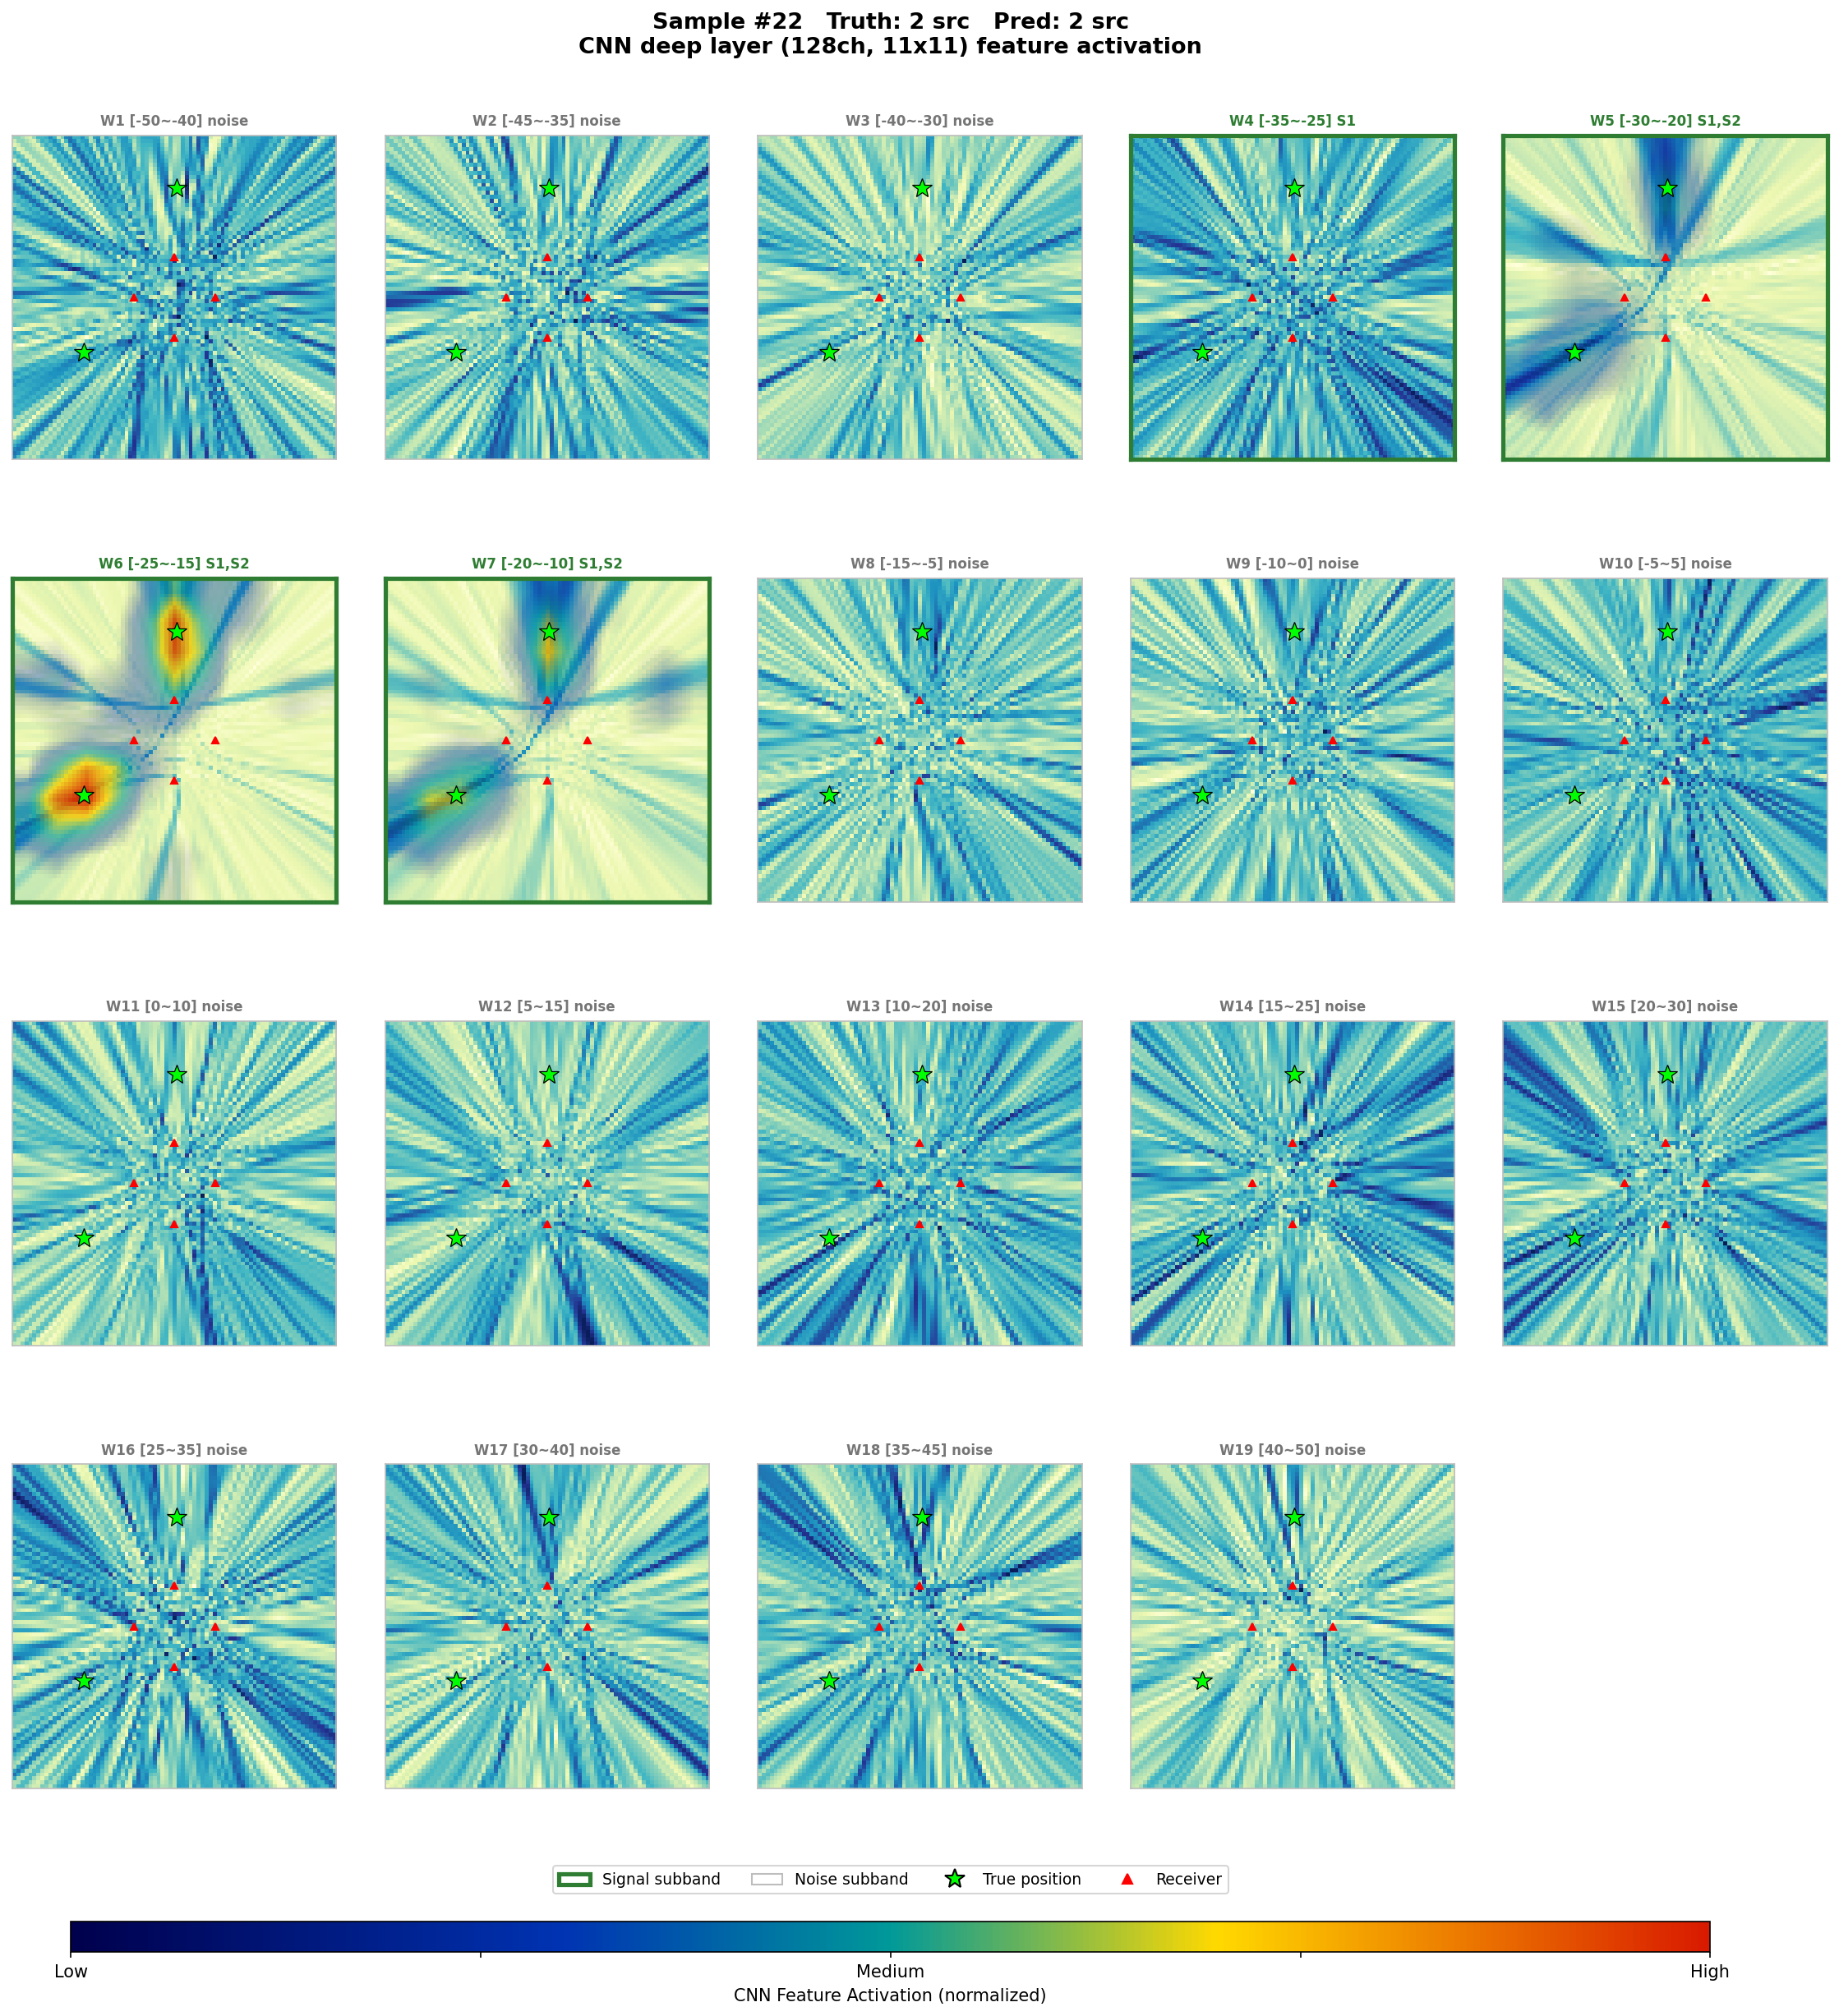 Sample #22   Truth: 2 src   Pred: 2 src
CNN deep layer (128ch, 11x11) feature activation
W1 [-50~-40] noise
W2 [-45~-35] noise
W3 [-40~-30] noise
W4 [-35~-25] S1
W5 [-30~-20] S1,S2
W6 [-25~-15] S1,S2
W7 [-20~-10] S1,S2
W8 [-15~-5] noise
W9 [-10~0] noise
W10 [-5~5] noise
W11 [0~10] noise
W12 [5~15] noise
W13 [10~20] noise
W14 [15~25] noise
W15 [20~30] noise
W16 [25~35] noise
W17 [30~40] noise
W18 [35~45] noise
W19 [40~50] noise
Signal subband
Noise subband
True position
Receiver
Low
Medium
High
CNN Feature Activation (normalized)